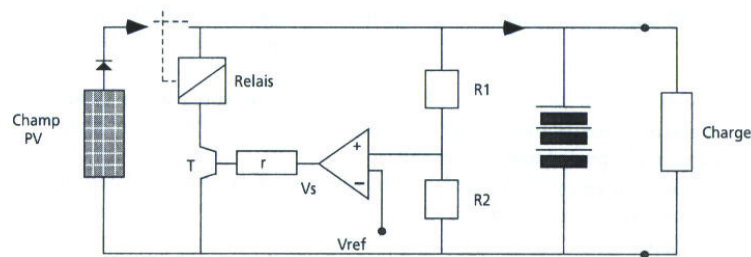 Relais
R1
Champ
PV
Charge
T
r
+
Vs
−
R2
Vref